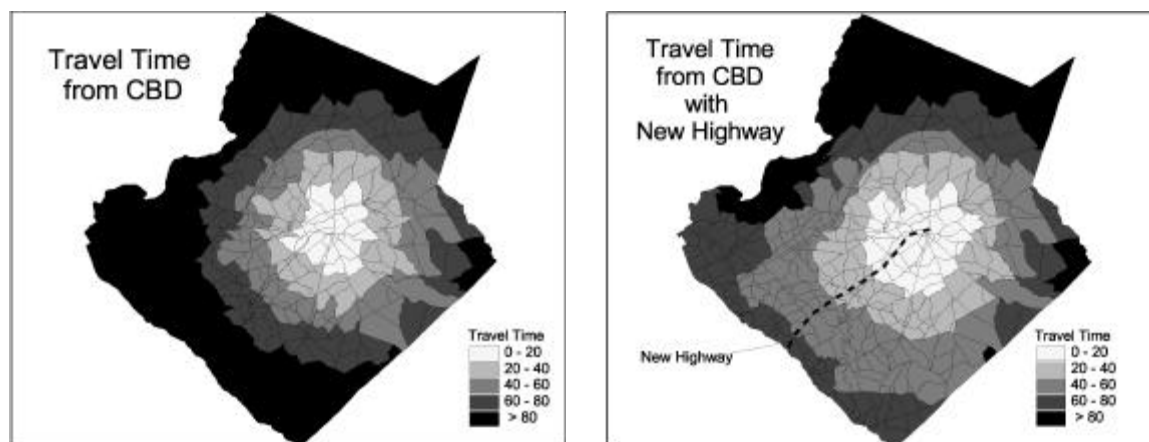 Travel Time
from CBD
Travel Time
0 - 20
20 - 40
40 - 60
60 - 80
> 80
Travel Time
from CBD
with
New Highway
New Highway
Travel Time
0 - 20
20 - 40
40 - 60
60 - 80
> 80